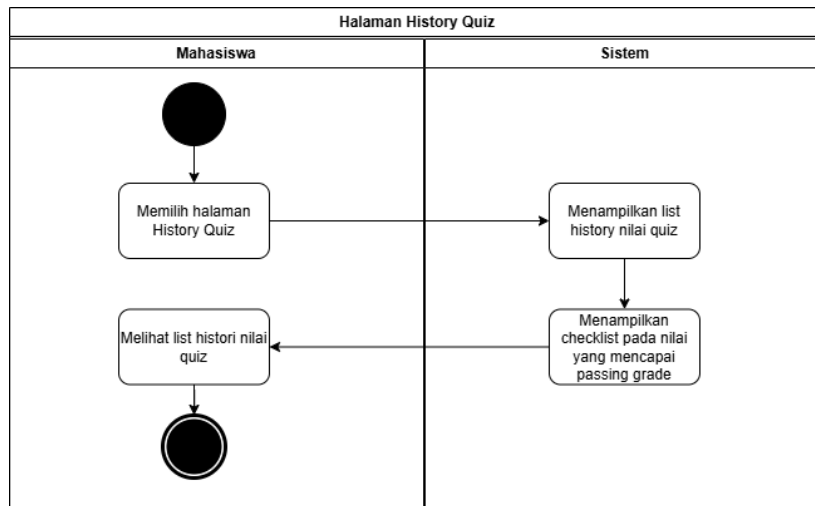 Halaman History Quiz
Mahasiswa
Sistem
Memilih halaman
History Quiz
Menampilkan list
history nilai quiz
Menampilkan
checklist pada nilai
yang mencapai
passing grade
Melihat list histori nilai
quiz